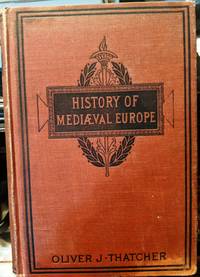 HISTORY OF
MEDIÆVAL EUROPE
OLIVER J·THATCHER